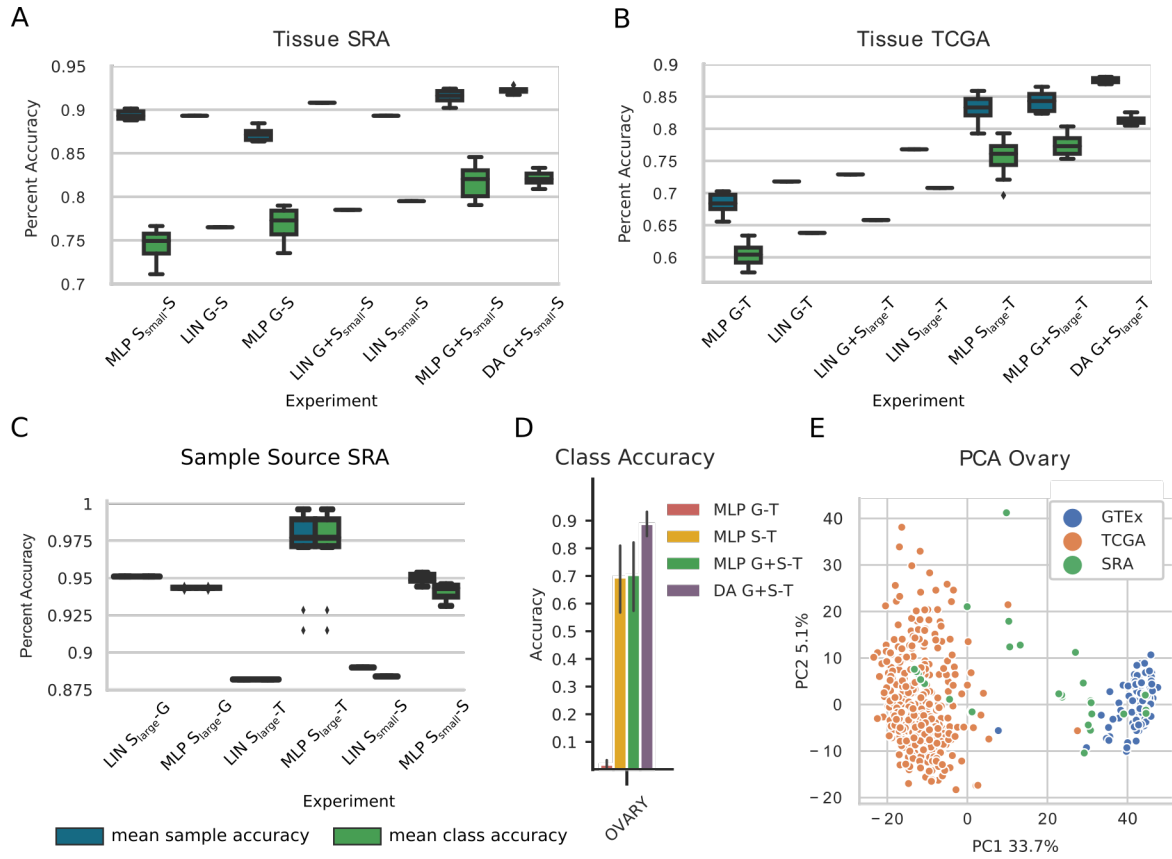 A
Tissue SRA
Percent Accuracy
0.95
0.9
0.85
0.8
0.75
0.7
MLP Ssmall-S
LIN G-S
MLP G-S
LIN G+Ssmall-S
LIN Ssmall-S
MLP G+Ssmall-S
DA G+Ssmall-S
Experiment
B
Tissue TCGA
Percent Accuracy
0.9
0.85
0.8
0.75
0.7
0.65
0.6
MLP G-T
LIN G-T
LIN G+Slarge-T
LIN Slarge-T
MLP Slarge-T
MLP G+Slarge-T
DA G+Slarge-T
Experiment
C
Sample Source SRA
Percent Accuracy
1
0.975
0.95
0.925
0.9
0.875
LIN Slarge-G
MLP Slarge-G
LIN Slarge-T
MLP Slarge-T
LIN Ssmall-S
MLP Ssmall-S
Experiment
mean sample accuracy
mean class accuracy
D
Class Accuracy
Accuracy
0.9
0.8
0.7
0.6
0.5
0.4
0.3
0.2
0.1
OVARY
MLP G-T
MLP S-T
MLP G+S-T
DA G+S-T
E
PCA Ovary
PC2 5.1%
40
30
20
10
0
−10
−20
−20
0
20
40
PC1 33.7%
GTEx
TCGA
SRA